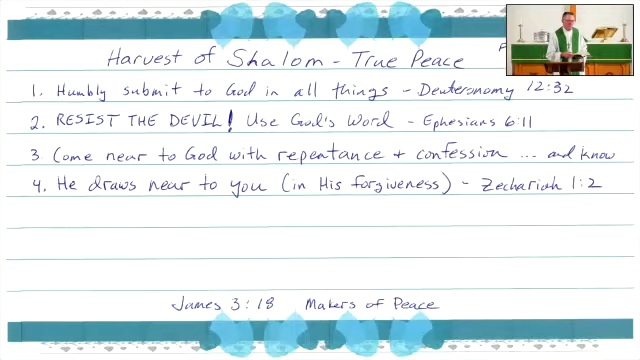 Harvest of Shalom - True Peace
1. Humbly submit to God in all things - Deuteronomy 12:32
2. RESIST THE DEVIL! Use God's Word - Ephesians 6:11
3 Come near to God with repentance + confession ... and know
4. He draws near to you (in His forgiveness) - Zechariah 1:2
James 3:18 Makers of Peace